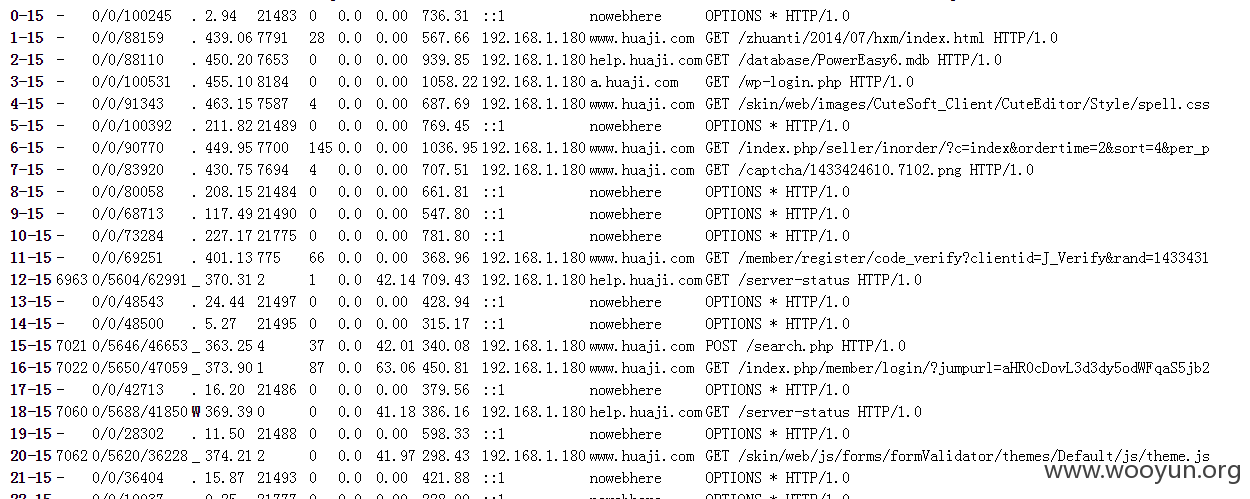 0-15 - 0/0/100245 . 2.94 21483 0 0.0 0.00 736.31 ::1 nowebhere OPTIONS * HTTP/1.0
1-15 - 0/0/88159 . 439.06 7791 28 0.0 0.00 567.66 192.168.1.180 www.huaji.com GET /zhuanti/2014/07/hxm/index.html HTTP/1.0
2-15 - 0/0/88110 . 450.20 7653 0 0.0 0.00 939.85 192.168.1.180 help.huaji.com GET /database/PowerEasy6.mdb HTTP/1.0
3-15 - 0/0/100531 . 455.10 8184 0 0.0 0.00 1058.22 192.168.1.180 a.huaji.com GET /wp-login.php HTTP/1.0
4-15 - 0/0/91343 . 463.15 7587 4 0.0 0.00 687.69 192.168.1.180 www.huaji.com GET /skin/web/images/CuteSoft_Client/CuteEditor/Style/spell.css
5-15 - 0/0/100392 . 211.82 21489 0 0.0 0.00 769.45 ::1 nowebhere OPTIONS * HTTP/1.0
6-15 - 0/0/90770 . 449.95 7700 145 0.0 0.00 1036.95 192.168.1.180 www.huaji.com GET /index.php/seller/inorder/?c=index&ordertime=2&sort=4&per_p
7-15 - 0/0/83920 . 430.75 7694 4 0.0 0.00 707.51 192.168.1.180 www.huaji.com GET /captcha/1433424610.7102.png HTTP/1.0
8-15 - 0/0/80058 . 208.15 21484 0 0.0 0.00 661.81 ::1 nowebhere OPTIONS * HTTP/1.0
9-15 - 0/0/68713 . 117.49 21490 0 0.0 0.00 547.80 ::1 nowebhere OPTIONS * HTTP/1.0
10-15 - 0/0/73284 . 227.17 21775 0 0.0 0.00 781.80 ::1 nowebhere OPTIONS * HTTP/1.0
11-15 - 0/0/69251 . 401.13 775 66 0.0 0.00 368.96 192.168.1.180 www.huaji.com GET /member/register/code_verify?clientid=J_Verify&rand=1433431
12-15 6963 0/5604/62991 _ 370.31 2 1 0.0 42.14 709.43 192.168.1.180 help.huaji.com GET /server-status HTTP/1.0
13-15 - 0/0/48543 . 24.44 21497 0 0.0 0.00 428.94 ::1 nowebhere OPTIONS * HTTP/1.0
14-15 - 0/0/48500 . 5.27 21495 0 0.0 0.00 315.17 ::1 nowebhere OPTIONS * HTTP/1.0
15-15 7021 0/5646/46653 _ 363.25 4 37 0.0 42.01 340.08 192.168.1.180 www.huaji.com POST /search.php HTTP/1.0
16-15 7022 0/5650/47059 _ 373.90 1 87 0.0 63.06 450.81 192.168.1.180 www.huaji.com GET /index.php/member/login/?jumpurl=aHR0cDovL3d3dy5odWFqaS5jb2
17-15 - 0/0/42713 . 16.20 21486 0 0.0 0.00 379.56 ::1 nowebhere OPTIONS * HTTP/1.0
18-15 7060 0/5688/41850 W 369.39 0 0 0.0 41.18 386.16 192.168.1.180 help.huaji.com GET /server-status HTTP/1.0
19-15 - 0/0/28302 . 11.50 21488 0 0.0 0.00 598.33 ::1 nowebhere OPTIONS * HTTP/1.0
20-15 7062 0/5620/36228 _ 374.21 2 0 0.0 41.97 298.43 192.168.1.180 www.huaji.com GET /skin/web/js/forms/formValidator/themes/Default/js/theme.js
21-15 - 0/0/36404 . 15.87 21493 0 0.0 0.00 421.88 ::1 nowebhere OPTIONS * HTTP/1.0
www.wooyun.org